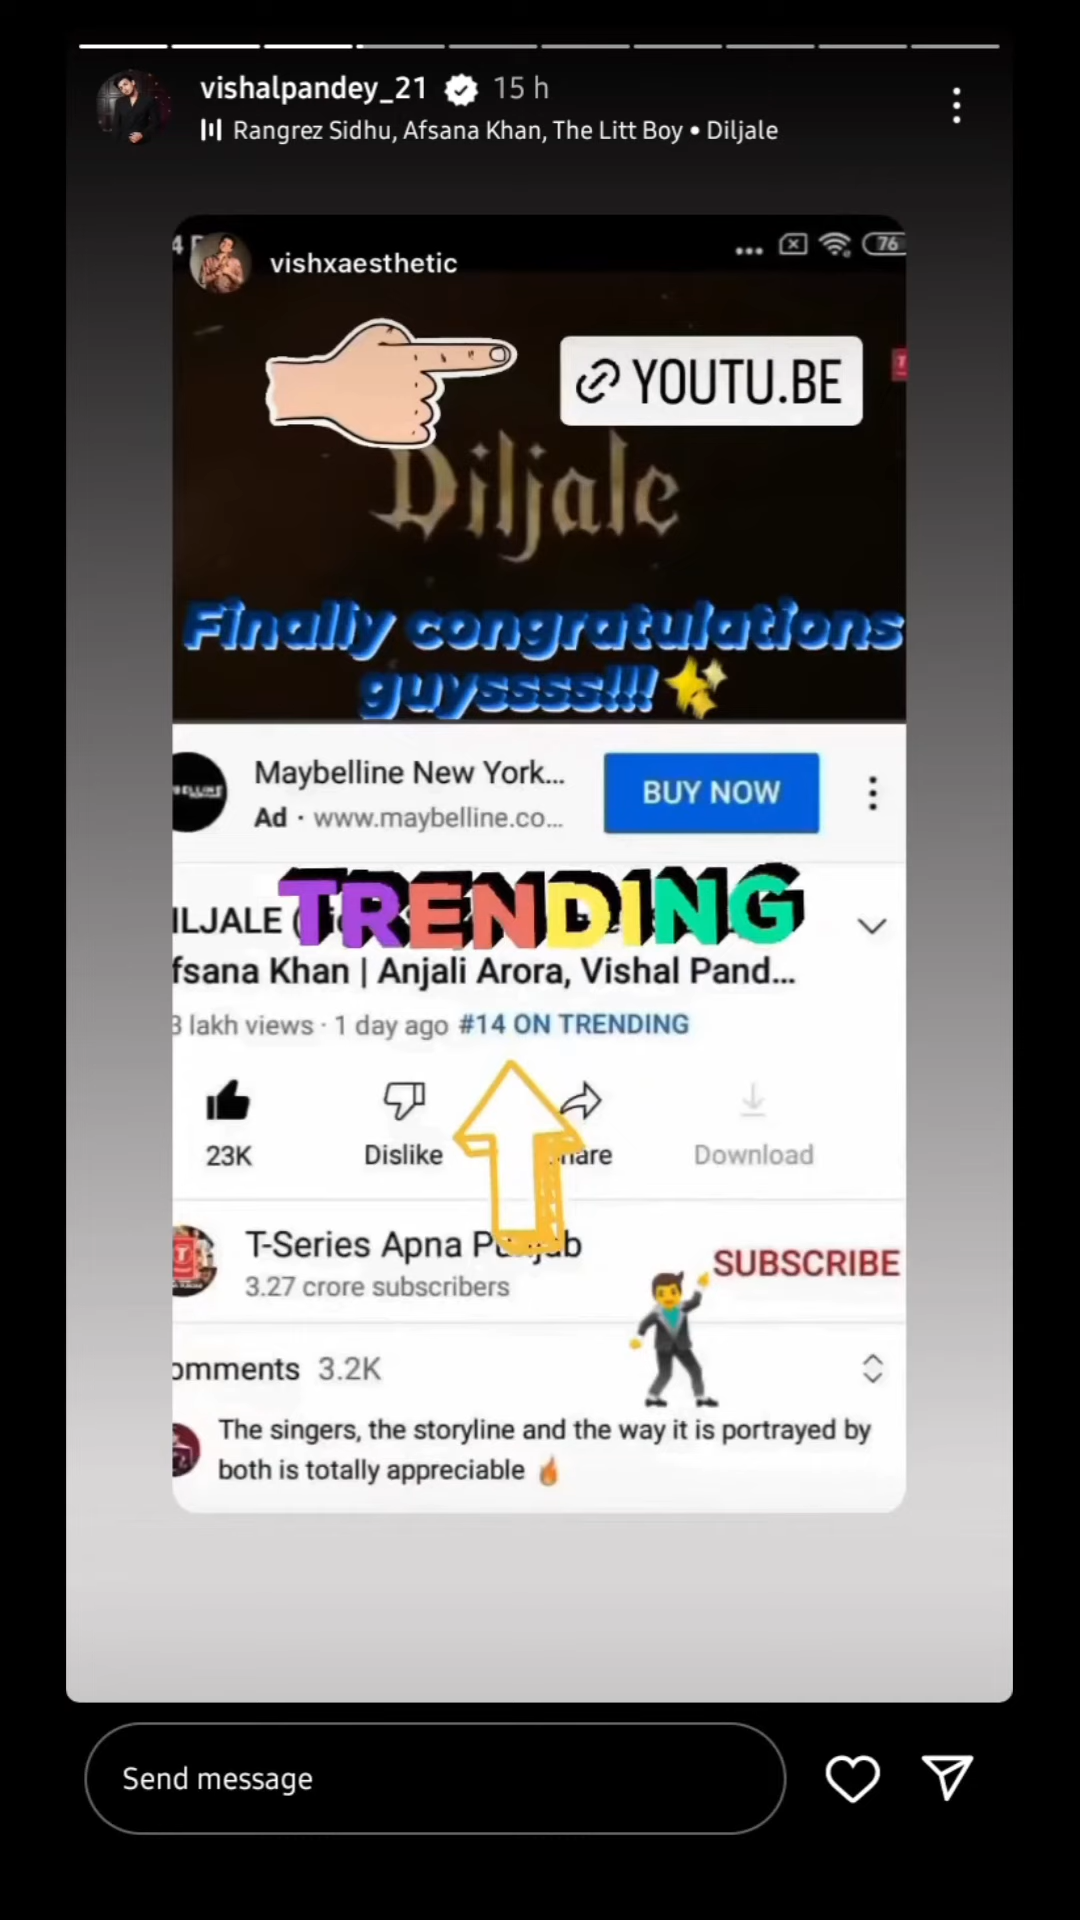 vishalpandey_21 15 h
Rangrez Sidhu, Afsana Khan, The Litt Boy • Diljale
vishxaesthetic
76
YOUTU.BE
Diljale
Finally congratulations
guyssss!!!
Maybelline New York...
BUY NOW
Ad · www.maybelline.co...
TRENDING
ILJALE (
fsana Khan | Anjali Arora, Vishal Pand...
3 lakh views · 1 day ago #14 ON TRENDING
23K
Dislike
Download
T-Series Apna Punjab
3.27 crore subscribers
SUBSCRIBE
omments 3.2K
The singers, the storyline and the way it is portrayed by
both is totally appreciable
Send message